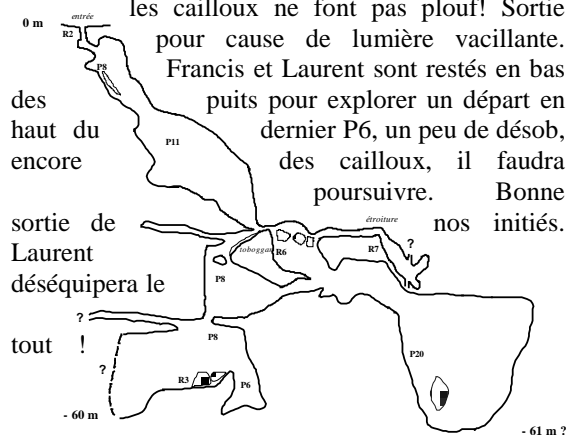 les cailloux ne font pas plouf! Sortie
0 m entrée pour cause de lumière vacillante.
R2
P8 Francis et Laurent sont restés en bas
des puits pour explorer un départ en
haut du dernier P6, un peu de désob,
P11
encore des cailloux, il faudra
poursuivre. Bonne
sortie de étroiture nos initiés.
Laurent toboggan R6 R7 ?
déséquipera le P8
?
tout ! P8
P20
? R3 P6
- 60 m
- 61 m ?